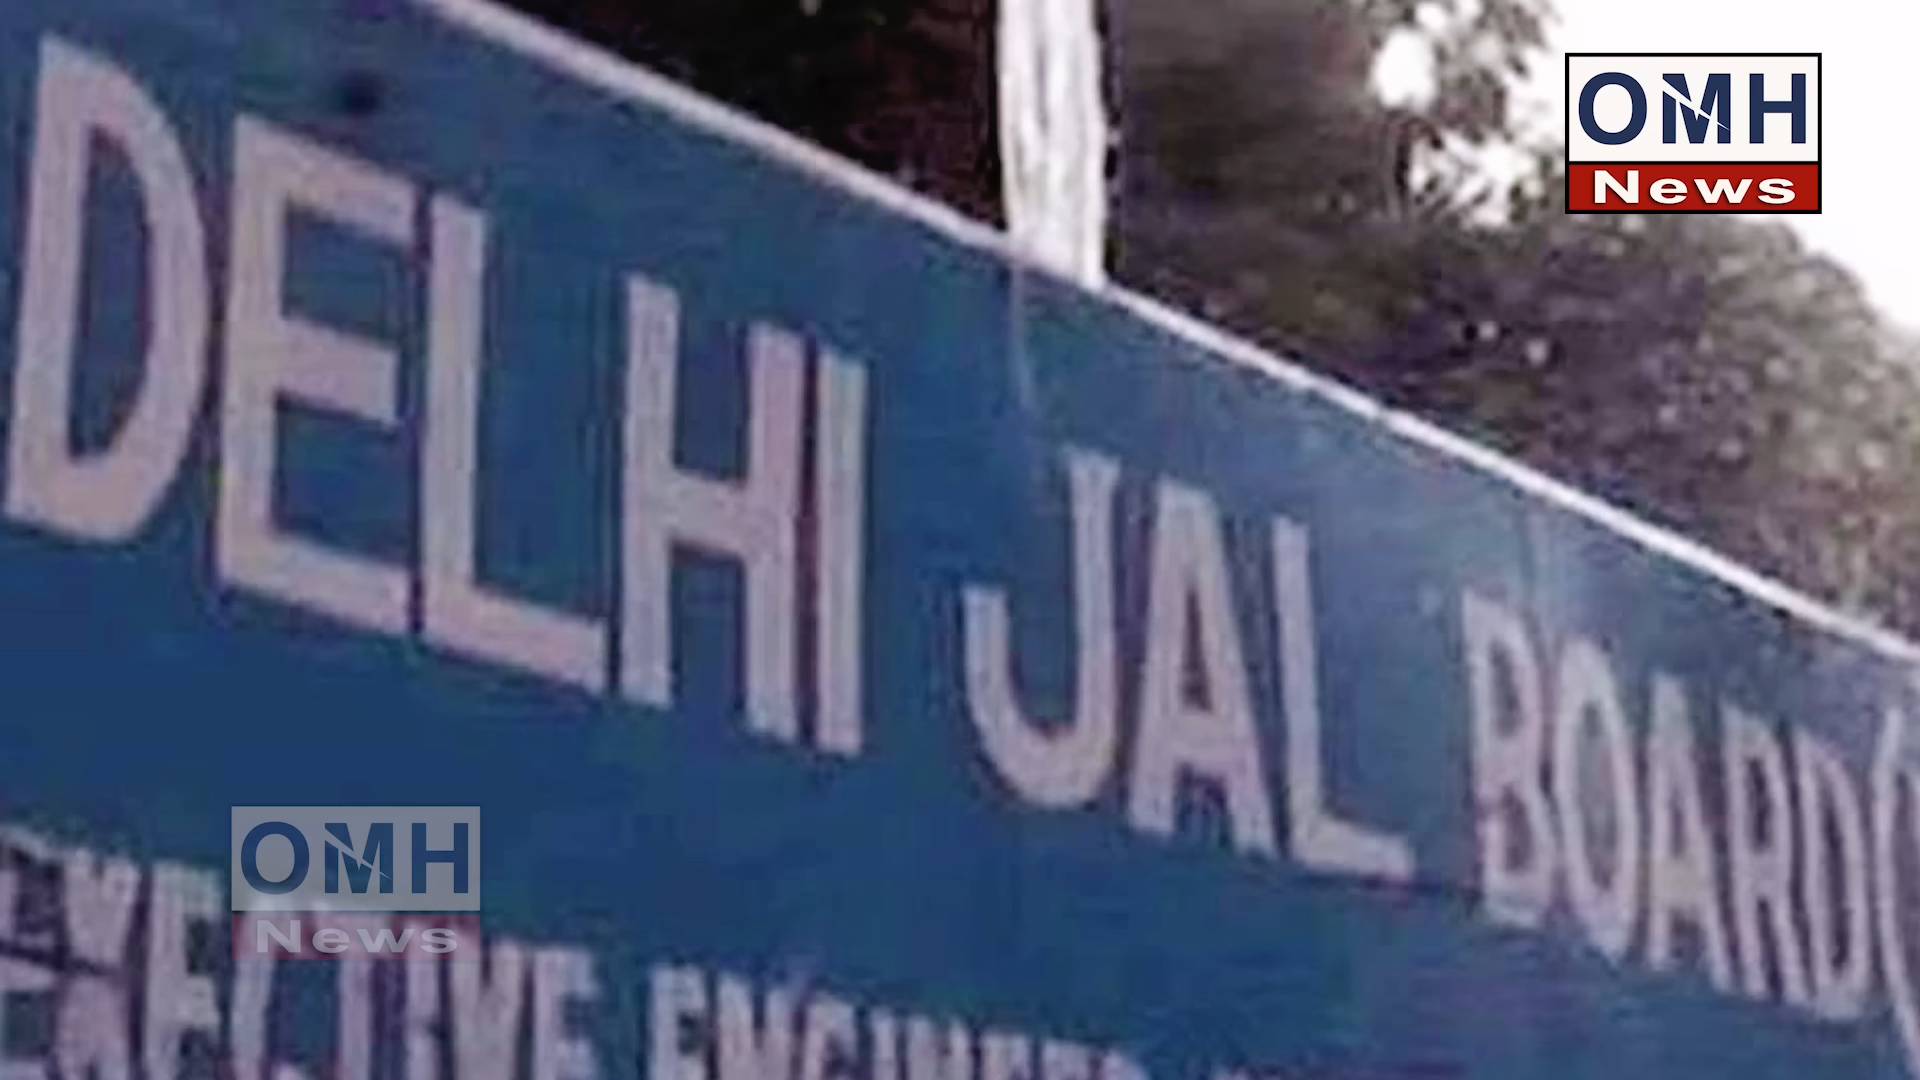 OMH
News
DELHI JAL BOARD(
OMH
News
EXECUTIVE ENGINEER